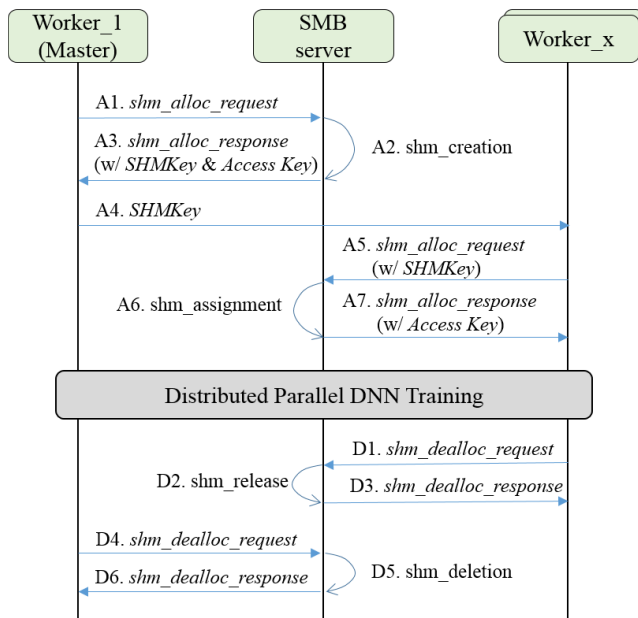 Worker_1
(Master)
SMB
server
Worker_x
A1. shm_alloc_request
A3. shm_alloc_response
(w/ SHMKey & Access Key)
A2. shm_creation
A4. SHMKey
A5. shm_alloc_request
(w/ SHMKey)
A6. shm_assignment
A7. shm_alloc_response
(w/ Access Key)
Distributed Parallel DNN Training
D1. shm_dealloc_request
D2. shm_release
D3. shm_dealloc_response
D4. shm_dealloc_request
D6. shm_dealloc_response
D5. shm_deletion